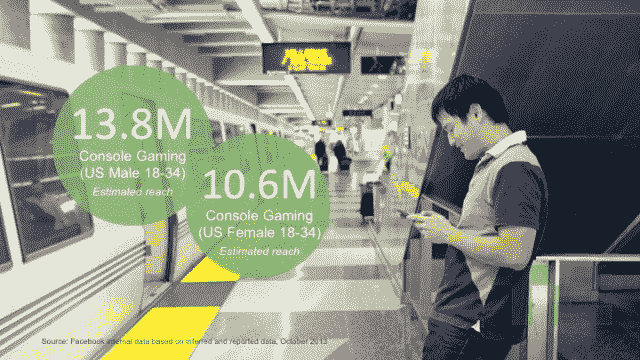 13.8M
Console Gaming
(US Male 18-34)
Estimated reach
10.6M
Console Gaming
(US Female 18-34)
Estimated reach
Source: Facebook internal data based on inferred and reported data, October 2013